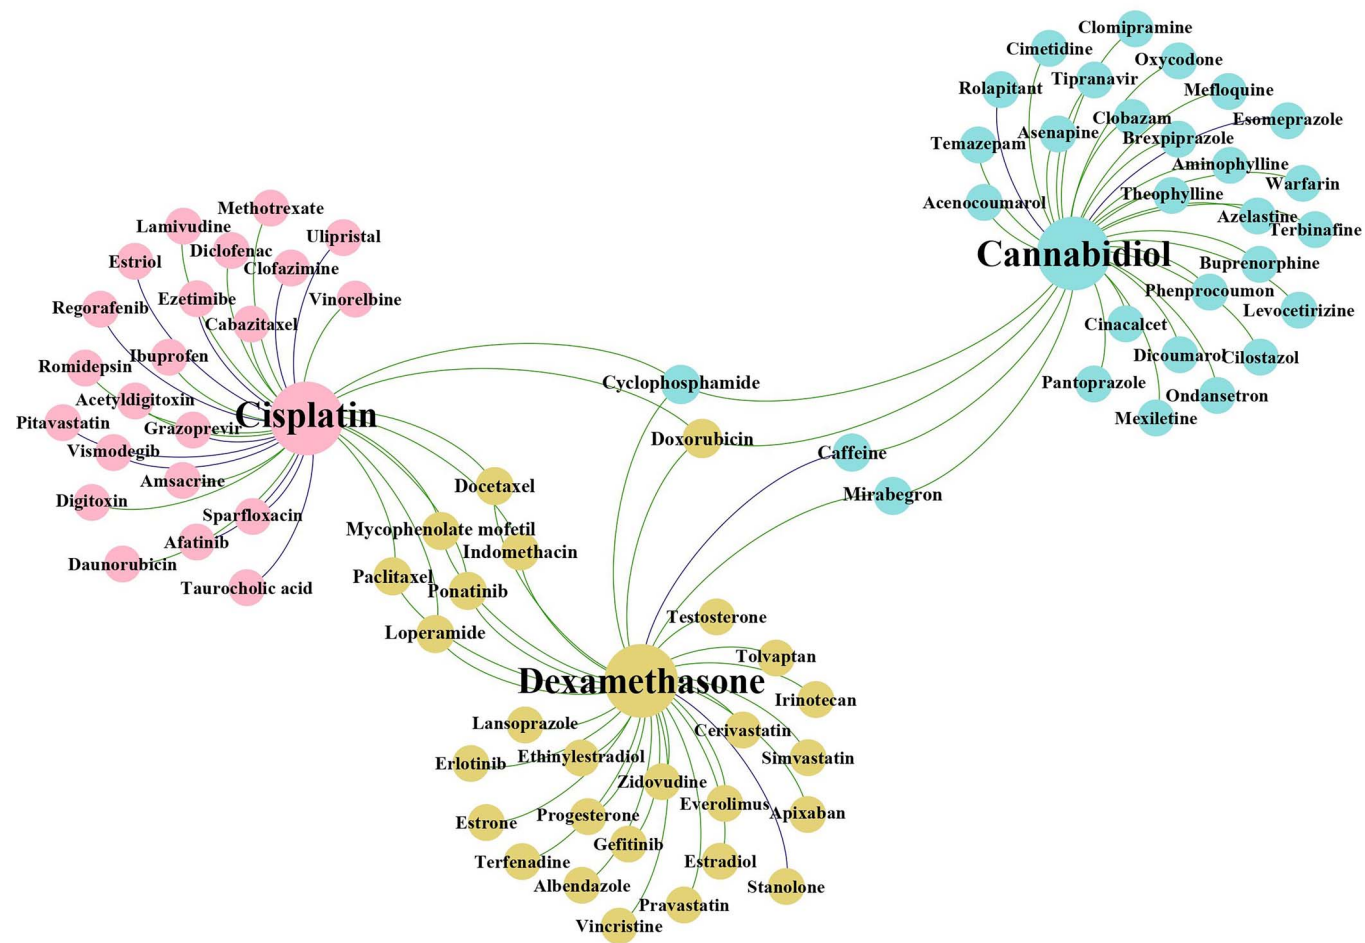 Clomipramine
Cimetidine
Oxycodone
Tipranavir
Rolapitant
Mefloquine
Clobazam
Esomeprazole
Asenapine
Brexpiprazole
Temazepam
Aminophylline
Warfarin
Theophylline
Acenocoumarol
Azelastine
Terbinafine
Cannabidiol
Buprenorphine
Phenprocoumon
Levocetirizine
Cinacalcet
Dicoumarol
Cilostazol
Pantoprazole
Ondansetron
Mexiletine
Methotrexate
Lamivudine
Ulipristal
Diclofenac
Estriol
Clofazimine
Ezetimibe
Vinorelbine
Regorafenib
Cabazitaxel
Ibuprofen
Romidepsin
Acetyldigitoxin
Cisplatin
Pitavastatin
Grazoprevir
Vismodegib
Amsacrine
Digitoxin
Sparfloxacin
Afatinib
Daunorubicin
Taurocholic acid
Cyclophosphamide
Doxorubicin
Caffeine
Mirabegron
Docetaxel
Mycophenolate mofetil
Indomethacin
Paclitaxel
Ponatinib
Loperamide
Testosterone
Tolvaptan
Dexamethasone
Irinotecan
Lansoprazole
Cerivastatin
Ethinylestradiol
Simvastatin
Erlotinib
Zidovudine
Everolimus
Apixaban
Progesterone
Estrone
Gefitinib
Terfenadine
Estradiol
Albendazole
Stanolone
Pravastatin
Vincristine